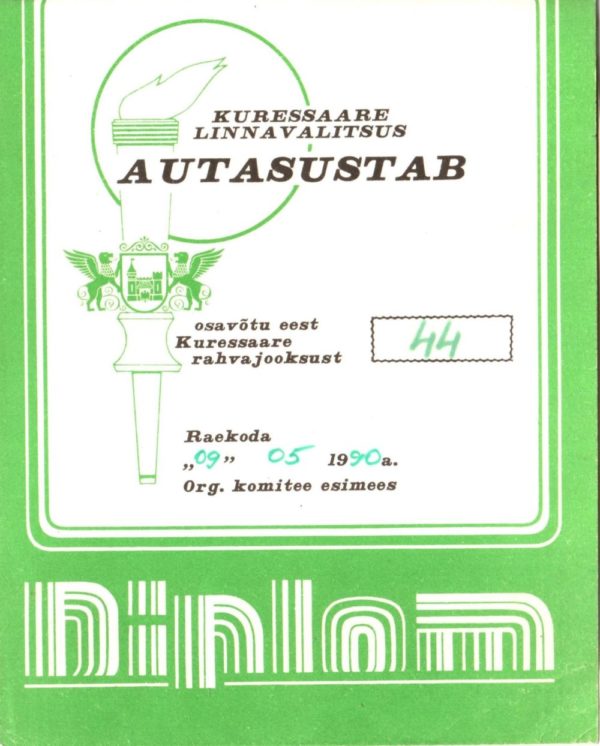 KURESSAARE
LINNAVALITSUS
AUTASUSTAB
osavõtu eest
Kuressaare
rahvajooksust
44
Raekoda
„09” 05 1990a.
Org. komitee esimees
Diplom